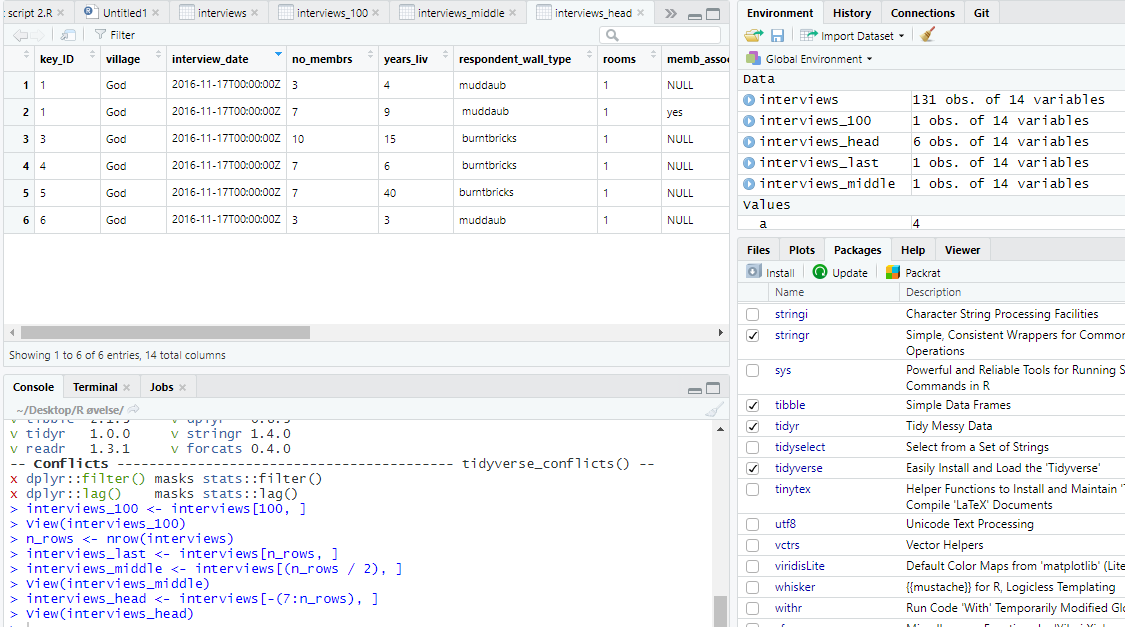 script 2.R Untitled1 interviews interviews_100 interviews_middle interviews_head
Filter
key_ID village interview_date no_membrs years_liv respondent_wall_type rooms memb_assoc
1 1 God 2016-11-17T00:00:00Z 3 4 muddaub 1 NULL
2 1 God 2016-11-17T00:00:00Z 7 9 muddaub 1 yes
3 3 God 2016-11-17T00:00:00Z 10 15 burntbricks 1 NULL
4 4 God 2016-11-17T00:00:00Z 7 6 burntbricks 1 NULL
5 5 God 2016-11-17T00:00:00Z 7 40 burntbricks 1 NULL
6 6 God 2016-11-17T00:00:00Z 3 3 muddaub 1 NULL
Showing 1 to 6 of 6 entries, 14 total columns
Console Terminal Jobs
~/Desktop/R øvelse/
v tidyr 1.0.0 v stringr 1.4.0
v readr 1.3.1 v forcats 0.4.0
-- Conflicts ------------------------------------------ tidyverse_conflicts() --
x dplyr::filter() masks stats::filter()
x dplyr::lag() masks stats::lag()
> interviews_100 <- interviews[100, ]
> View(interviews_100)
> n_rows <- nrow(interviews)
> interviews_last <- interviews[n_rows, ]
> interviews_middle <- interviews[(n_rows / 2), ]
> View(interviews_middle)
> interviews_head <- interviews[-(7:n_rows), ]
> View(interviews_head)
>
Environment History Connections Git
Import Dataset
Global Environment
Data
interviews 131 obs. of 14 variables
interviews_100 1 obs. of 14 variables
interviews_head 6 obs. of 14 variables
interviews_last 1 obs. of 14 variables
interviews_middle 1 obs. of 14 variables
Values
a 4
Files Plots Packages Help Viewer
Install Update Packrat
Name Description
stringi Character String Processing Facilities
stringr Simple, Consistent Wrappers for Common
Operations
sys Powerful and Reliable Tools for Running S
Commands in R
tibble Simple Data Frames
tidyr Tidy Messy Data
tidyselect Select from a Set of Strings
tidyverse Easily Install and Load the 'Tidyverse'
tinytex Helper Functions to Install and Maintain 'T
Compile 'LaTeX' Documents
utf8 Unicode Text Processing
vctrs Vector Helpers
viridisLite Default Color Maps from 'matplotlib' (Lite
whisker {{mustache}} for R, Logicless Templating
withr Run Code 'With' Temporarily Modified Glo